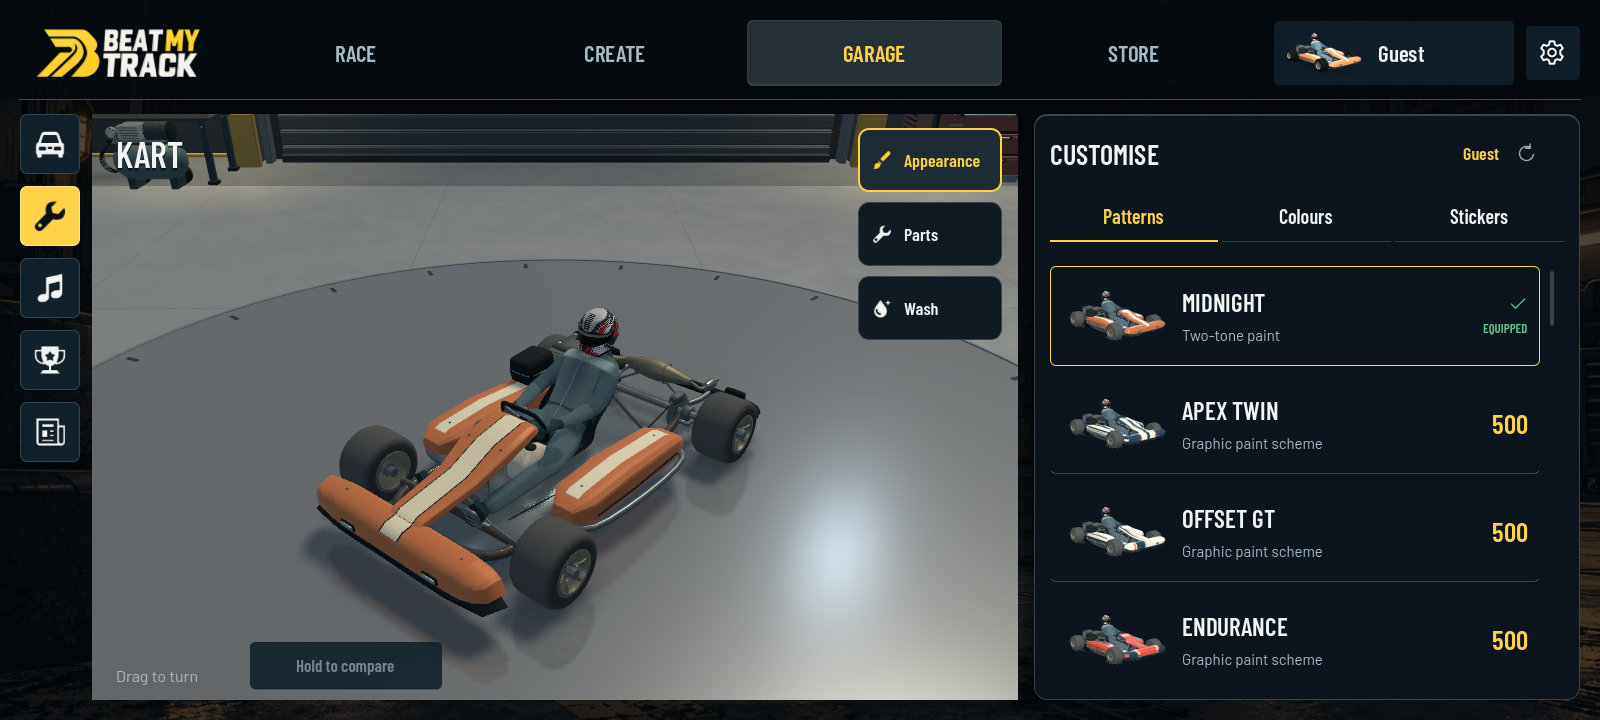 BEAT MY
TRACK
RACE
CREATE
GARAGE
STORE
Guest
KART
Appearance
Parts
Wash
Drag to turn
Hold to compare
CUSTOMISE
Guest
Patterns
Colours
Stickers
MIDNIGHT
Two-tone paint
EQUIPPED
APEX TWIN
Graphic paint scheme
500
OFFSET GT
Graphic paint scheme
500
ENDURANCE
Graphic paint scheme
500